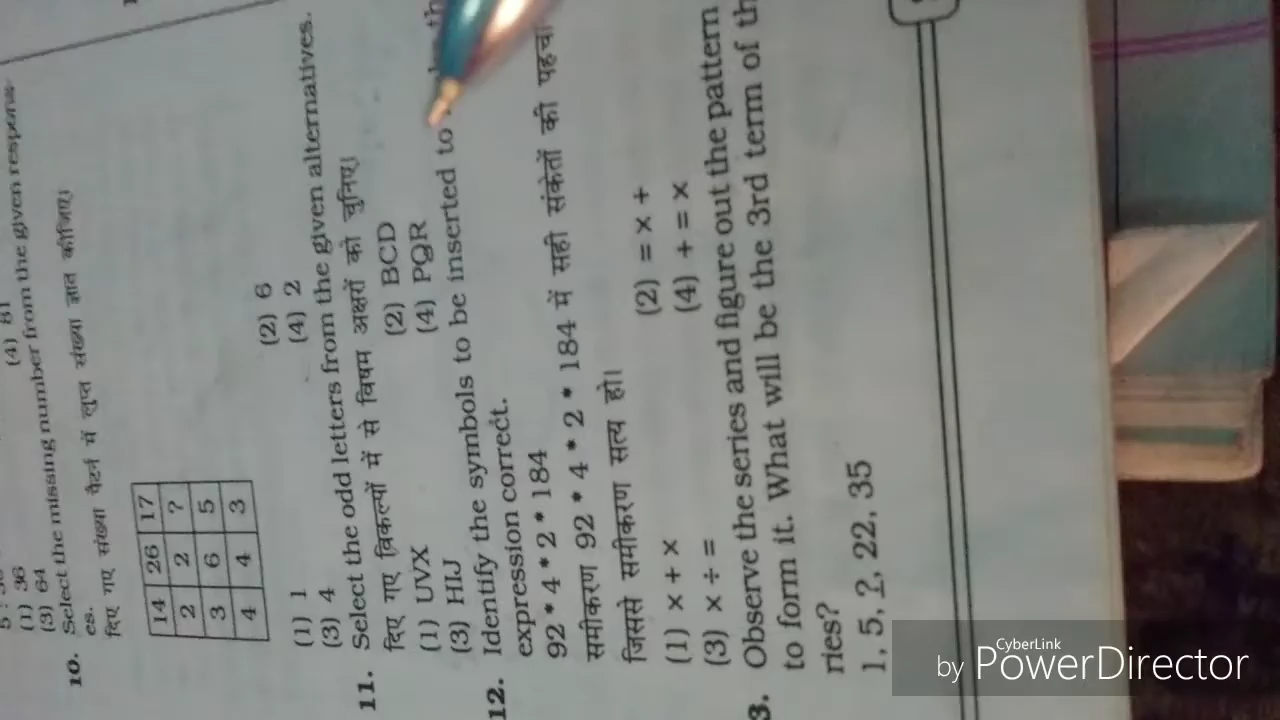 (4) 81
(1) 36
(3) 64
10. Select the missing number from the given respons-
es.
दिए गए संख्या पैटर्न में लुप्त संख्या ज्ञात कीजिए।
14 26 17
2 2 ?
3 6 5
4 4 3
(1) 1 (2) 6
(3) 4 (4) 2
11. Select the odd letters from the given alternatives.
दिए गए विकल्पों में से विषम अक्षरों को चुनिए।
(1) UVX (2) BCD
(3) HIJ (4) PQR
12. Identify the symbols to be inserted to
expression correct.
92 * 4 * 2 * 184
समीकरण 92 * 4 * 2 * 184 में सही संकेतों की
जिससे समीकरण सत्य हो।
(1) × + × (2) = × +
(3) × ÷ = (4) + = ×
3. Observe the series and figure out the pattern
to form it. What will be the 3rd term of th
ries?
1, 5, ?, 22, 35
CyberLink
by PowerDirector